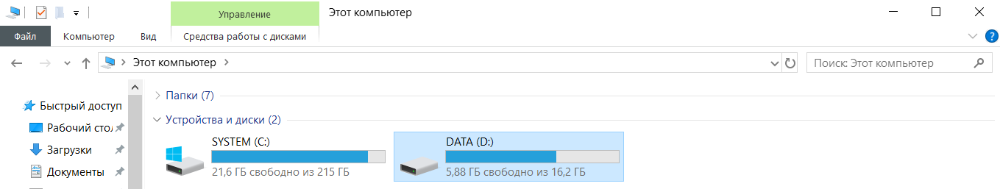 Управление
Этот компьютер
Файл
Компьютер
Вид
Средства работы с дисками
Этот компьютер
Поиск: Этот компьютер
Быстрый доступ
Рабочий стол
Загрузки
Документы
Папки (7)
Устройства и диски (2)
SYSTEM (C:)
21,6 ГБ свободно из 215 ГБ
DATA (D:)
5,88 ГБ свободно из 16,2 ГБ